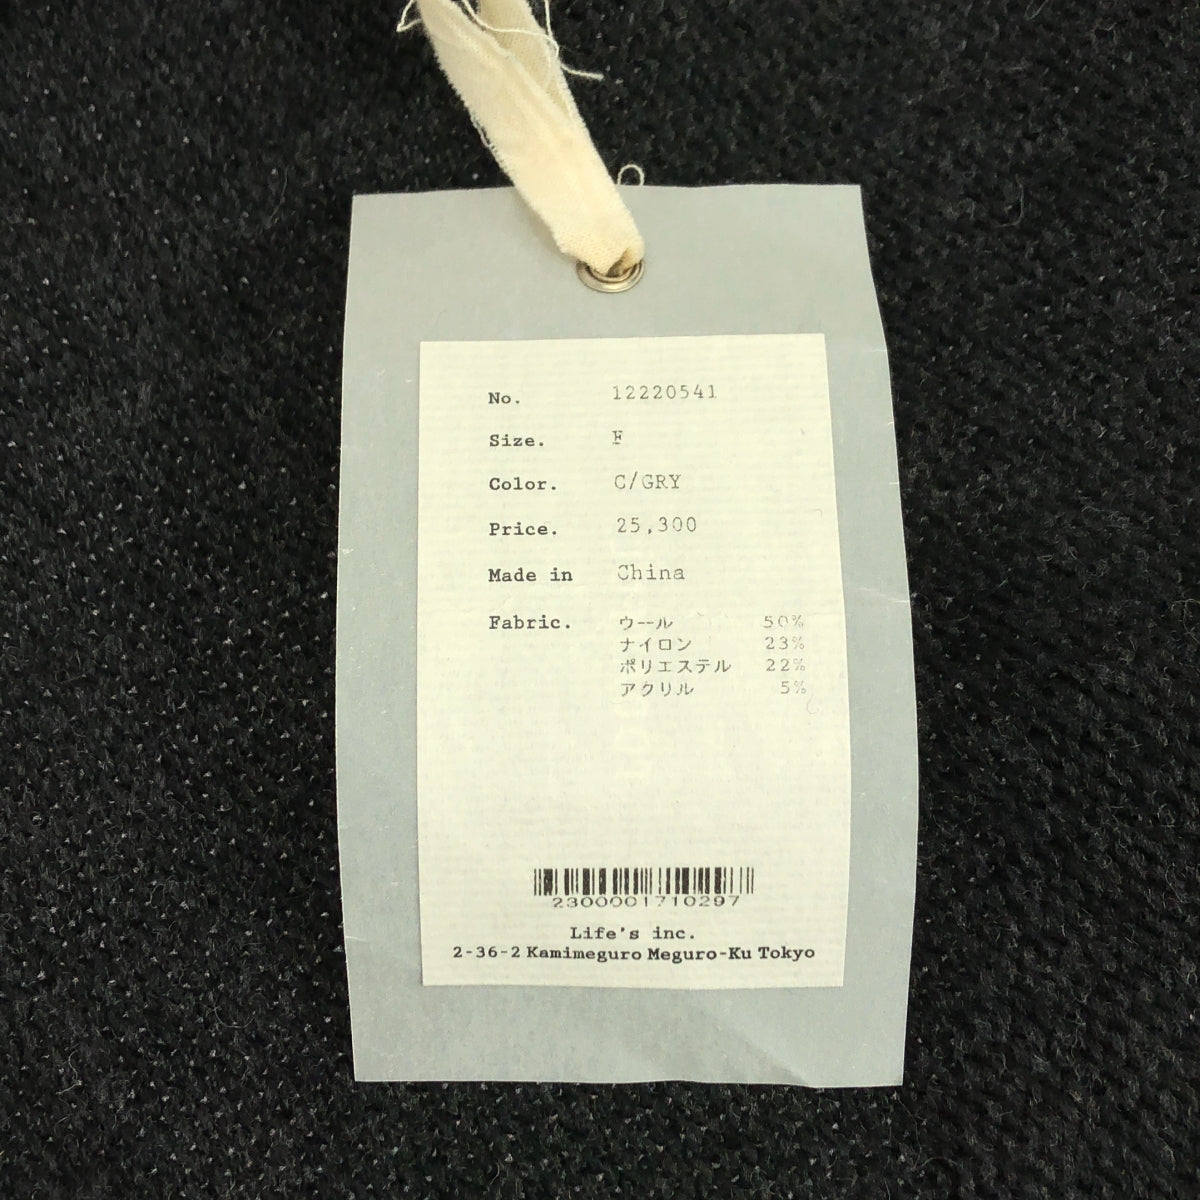 No. 12220541
Size. F
Color. C/GRY
Price. 25,300
Made in China
Fabric. ウール 50%
ナイロン 23%
ポリエステル 22%
アクリル 5%
2300001710297
Life's inc.
2-36-2 Kamimeguro Meguro-Ku Tokyo